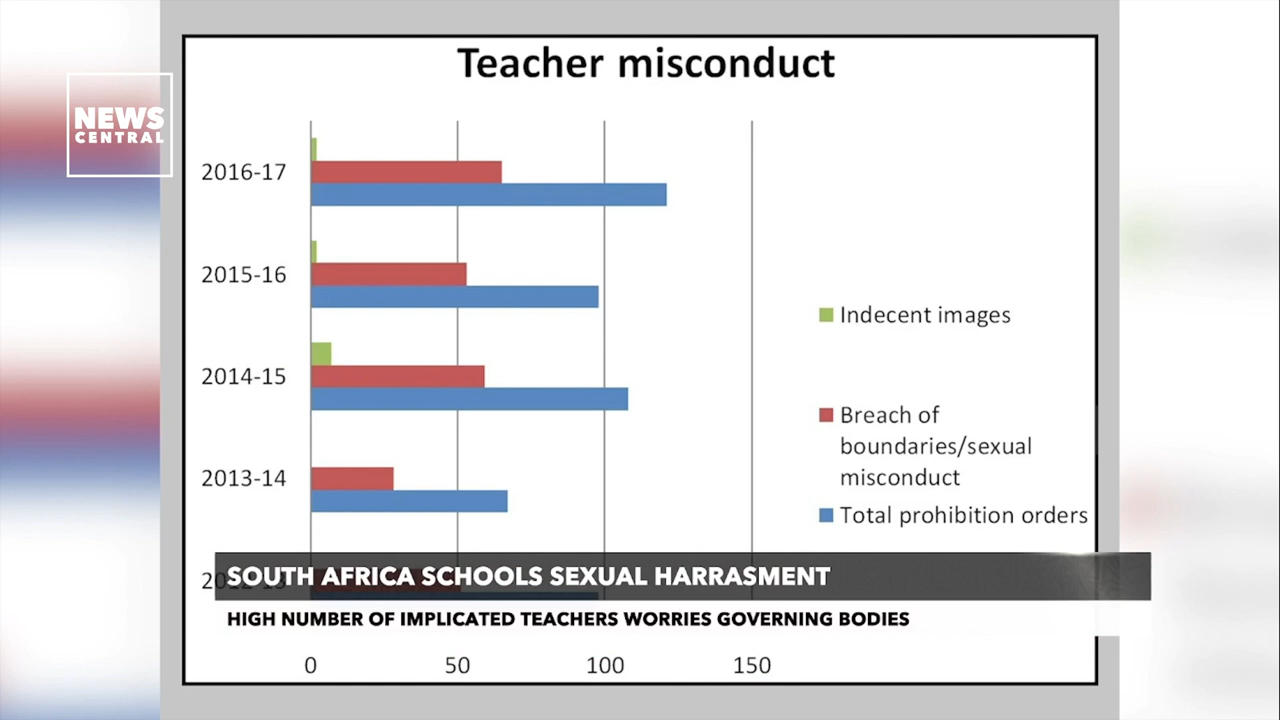 Teacher misconduct
NEWS
CENTRAL
2016-17
2015-16
2014-15
2013-14
Indecent images
Breach of
boundaries/sexual
misconduct
Total prohibition orders
SOUTH AFRICA SCHOOLS SEXUAL HARRASMENT
HIGH NUMBER OF IMPLICATED TEACHERS WORRIES GOVERNING BODIES
0 50 100 150